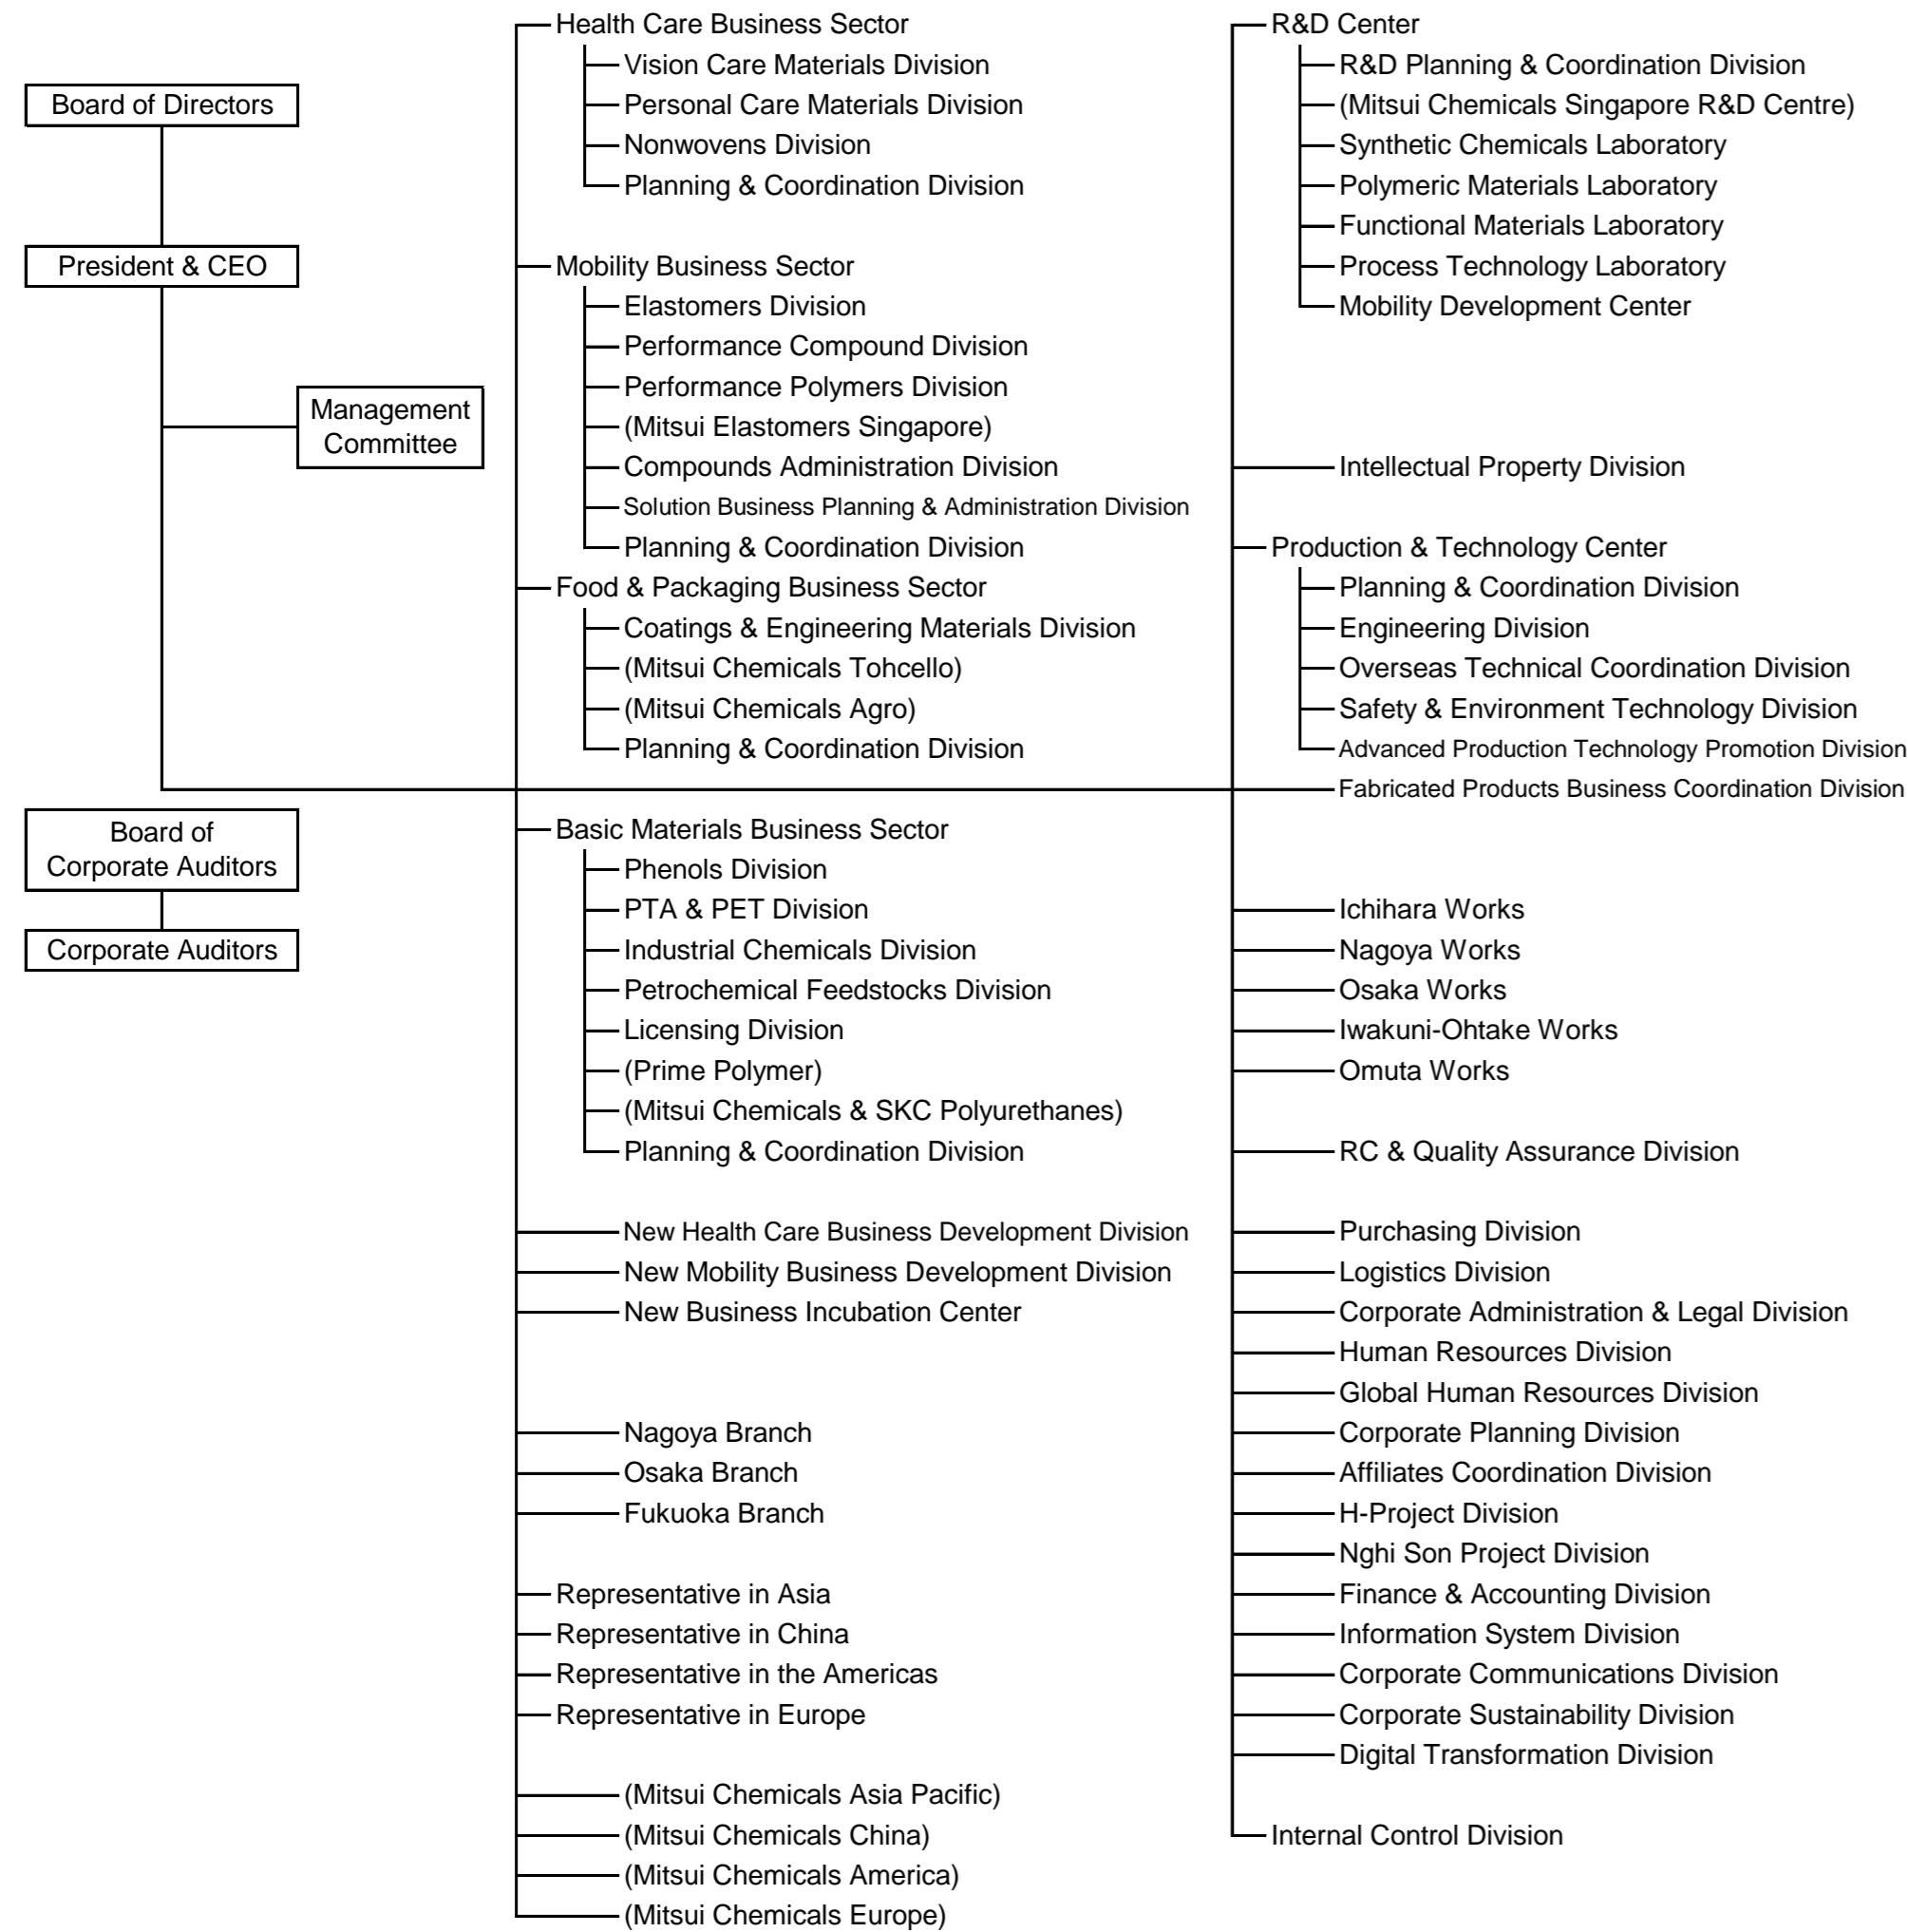 Board of Directors
President & CEO
Management
Committee
Board of
Corporate Auditors
Corporate Auditors
Health Care Business Sector
Vision Care Materials Division
Personal Care Materials Division
Nonwovens Division
Planning & Coordination Division
Mobility Business Sector
Elastomers Division
Performance Compound Division
Performance Polymers Division
(Mitsui Elastomers Singapore)
Compounds Administration Division
Solution Business Planning & Administration Division
Planning & Coordination Division
Food & Packaging Business Sector
Coatings & Engineering Materials Division
(Mitsui Chemicals Tohcello)
(Mitsui Chemicals Agro)
Planning & Coordination Division
Basic Materials Business Sector
Phenols Division
PTA & PET Division
Industrial Chemicals Division
Petrochemical Feedstocks Division
Licensing Division
(Prime Polymer)
(Mitsui Chemicals & SKC Polyurethanes)
Planning & Coordination Division
New Health Care Business Development Division
New Mobility Business Development Division
New Business Incubation Center
Nagoya Branch
Osaka Branch
Fukuoka Branch
Representative in Asia
Representative in China
Representative in the Americas
Representative in Europe
(Mitsui Chemicals Asia Pacific)
(Mitsui Chemicals China)
(Mitsui Chemicals America)
(Mitsui Chemicals Europe)
R&D Center
R&D Planning & Coordination Division
(Mitsui Chemicals Singapore R&D Centre)
Synthetic Chemicals Laboratory
Polymeric Materials Laboratory
Functional Materials Laboratory
Process Technology Laboratory
Mobility Development Center
Intellectual Property Division
Production & Technology Center
Planning & Coordination Division
Engineering Division
Overseas Technical Coordination Division
Safety & Environment Technology Division
Advanced Production Technology Promotion Division
Fabricated Products Business Coordination Division
Ichihara Works
Nagoya Works
Osaka Works
Iwakuni-Ohtake Works
Omuta Works
RC & Quality Assurance Division
Purchasing Division
Logistics Division
Corporate Administration & Legal Division
Human Resources Division
Global Human Resources Division
Corporate Planning Division
Affiliates Coordination Division
H-Project Division
Nghi Son Project Division
Finance & Accounting Division
Information System Division
Corporate Communications Division
Corporate Sustainability Division
Digital Transformation Division
Internal Control Division